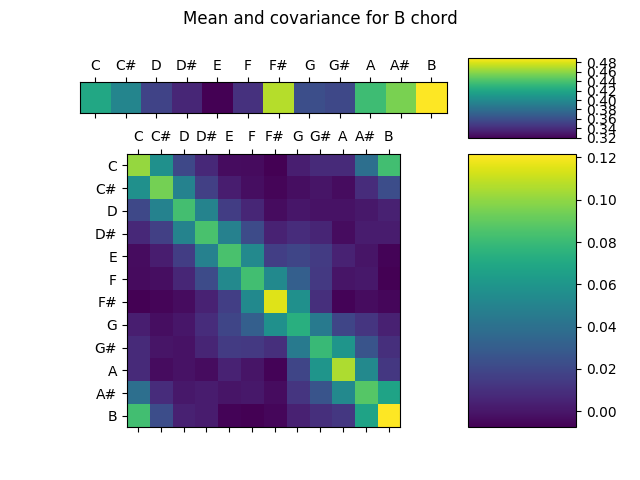 Mean and covariance for B chord
C C# D D# E F F# G G# A A# B
0.48
0.46
0.44
0.42
0.40
0.38
0.36
0.34
0.32
C C# D D# E F F# G G# A A# B
C
C#
D
D#
E
F
F#
G
G#
A
A#
B
0.12
0.10
0.08
0.06
0.04
0.02
0.00